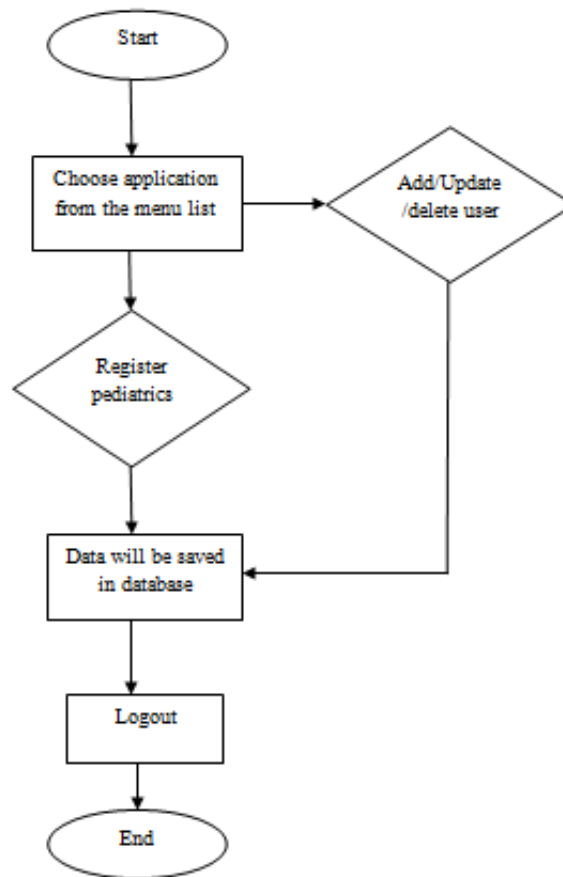 Start
Choose application
from the menu list
Add/Update
/delete user
Register
pediatrics
Data will be saved
in database
Logout
End